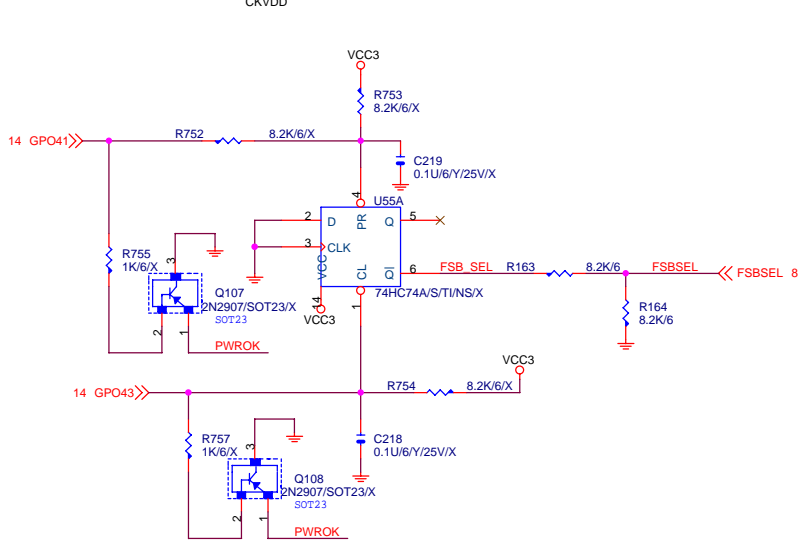 CKVDD
VCC3
R753
8.2K/6/X
14 GPO41
R752 8.2K/6/X
C219
0.1U/6/Y/25V/X
4
U55A
2 D PR Q 5
3 CLK
R755
1K/6/X
3
VCC CL Q 6 FSB_SEL R163 8.2K/6 FSBSEL FSBSEL 8
Q107
2N2907/SOT23/X
SOT23
14
VCC3
1
74HC74A/S/TI/NS/X
R164
8.2K/6
2 1
PWROK
VCC3
14 GPO43
R754 8.2K/6/X
R757
1K/6/X
3
C218
0.1U/6/Y/25V/X
Q108
2N2907/SOT23/X
SOT23
2 1
PWROK